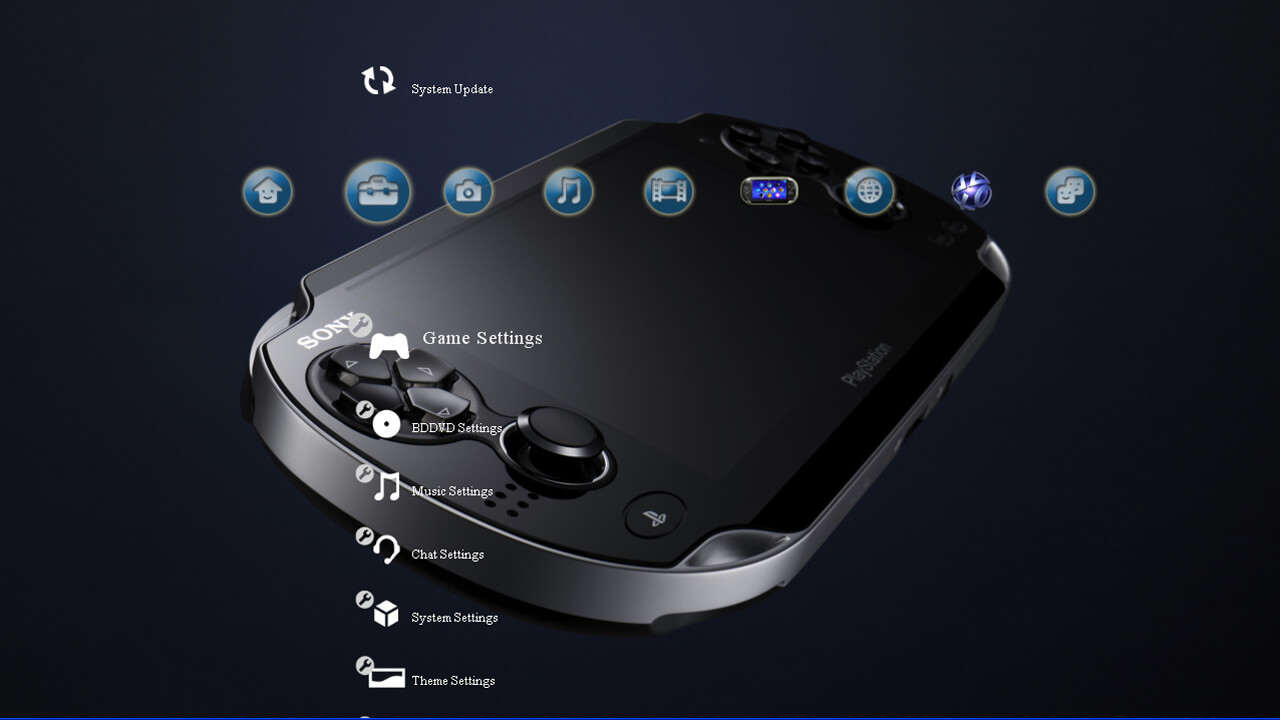 System Update
SONY
Game Settings
PlayStation
BDDVD Settings
Music Settings
Chat Settings
System Settings
Theme Settings